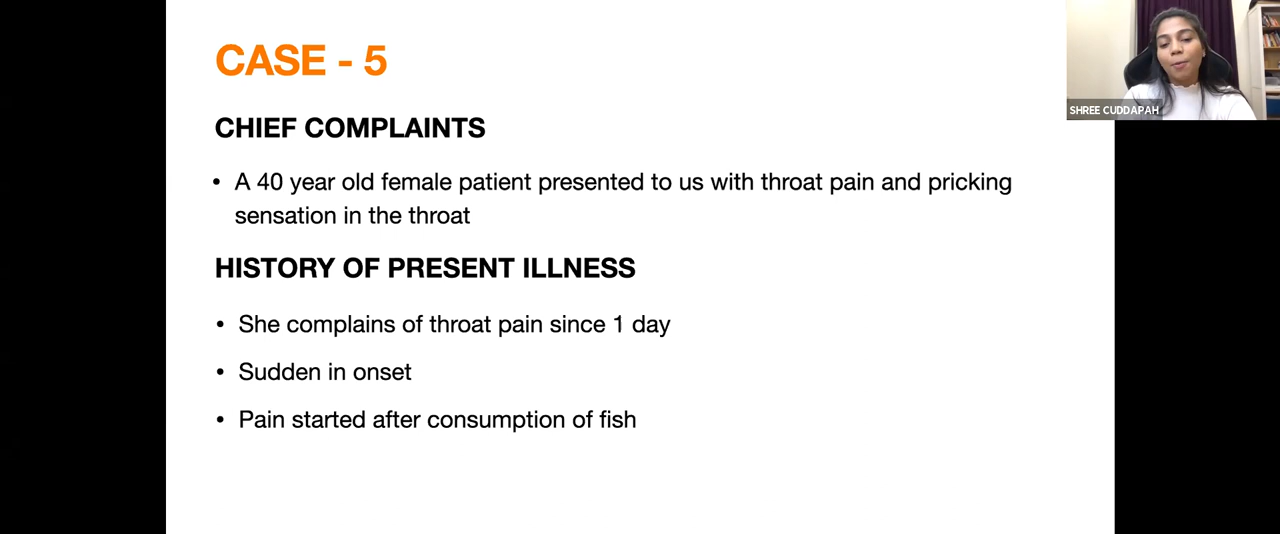 CASE - 5
CHIEF COMPLAINTS
• A 40 year old female patient presented to us with throat pain and pricking
sensation in the throat
HISTORY OF PRESENT ILLNESS
• She complains of throat pain since 1 day
• Sudden in onset
• Pain started after consumption of fish
SHREE CUDDAPAH